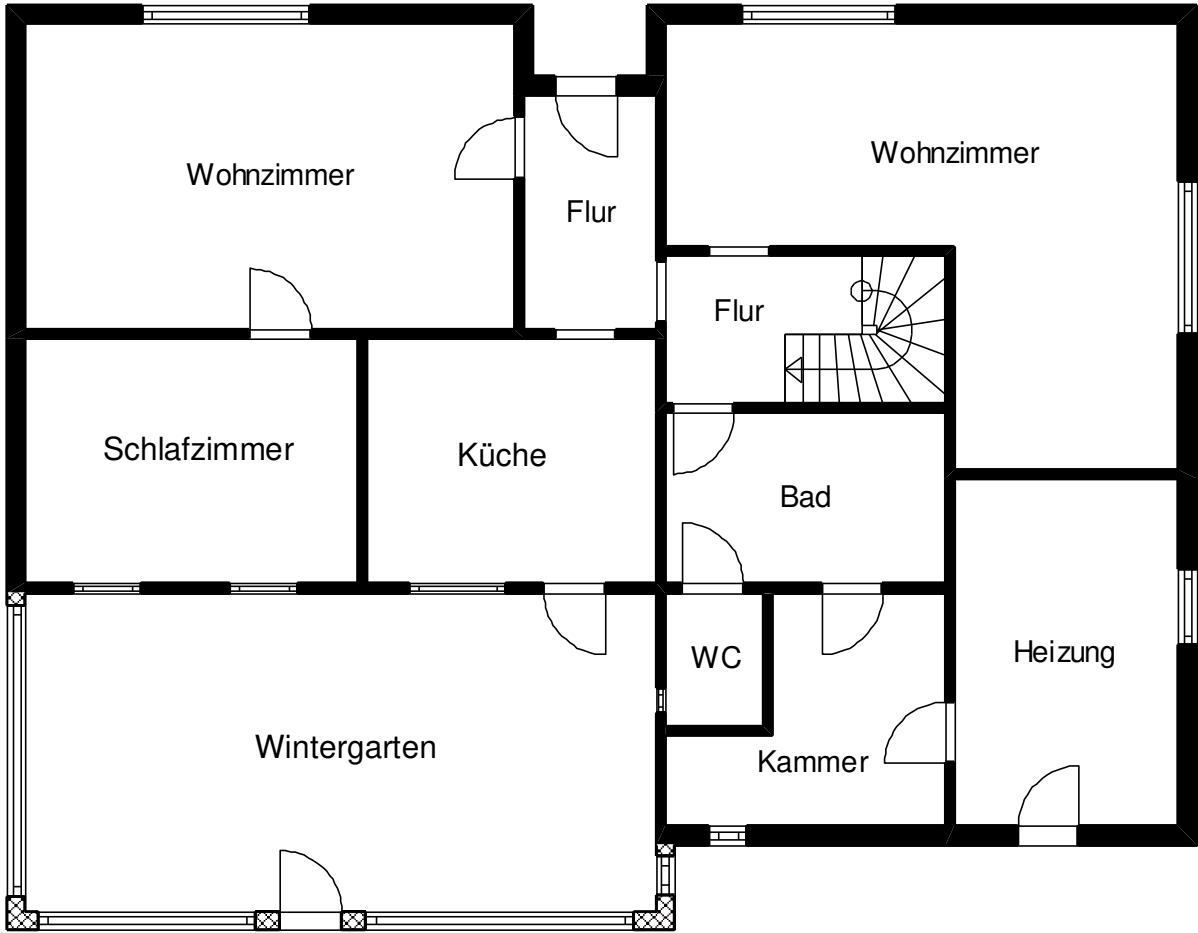 Wohnzimmer
Wohnzimmer
Flur
Flur
Schlafzimmer
Küche
Bad
WC
Heizung
Wintergarten
Kammer